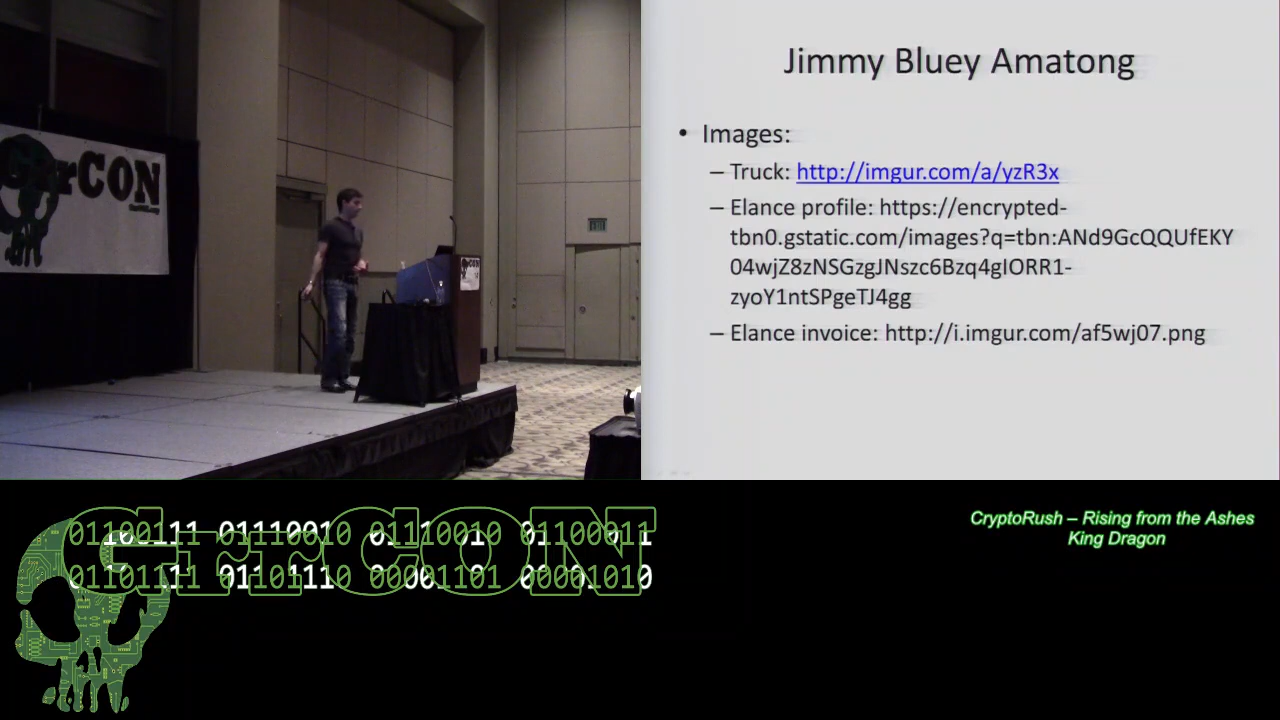 GrrCON
Jimmy Bluey Amatong
• Images:
– Truck: http://imgur.com/a/yzR3x
– Elance profile: https://encrypted-
tbn0.gstatic.com/images?q=tbn:ANd9GcQQUfEKY
04wjZ8zNSGzgJNszc6Bzq4gIORR1-
zyoY1ntSPgeTJ4gg
– Elance invoice: http://i.imgur.com/af5wj07.png
GrrCON
01100111 01110010 01110010 01100011
01101111 01101110 00001101 00001010
CryptoRush – Rising from the Ashes
King Dragon